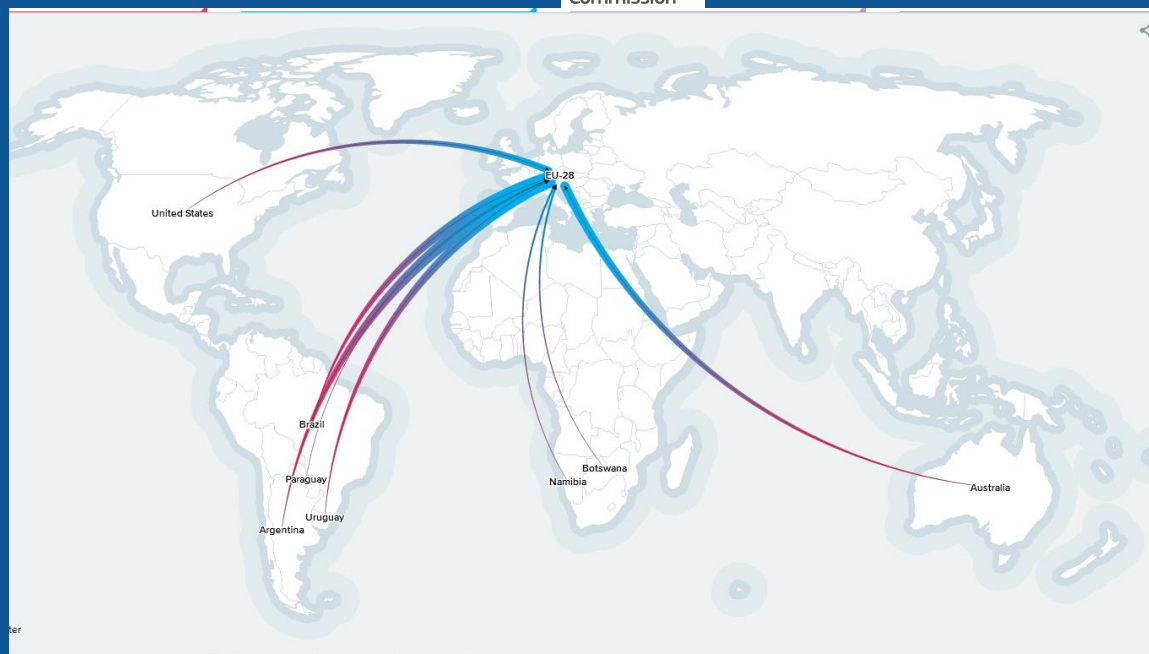 Commission
EU-28
United States
Brazil
Botswana
Paraguay
Namibia
Australia
Uruguay
Argentina
ter